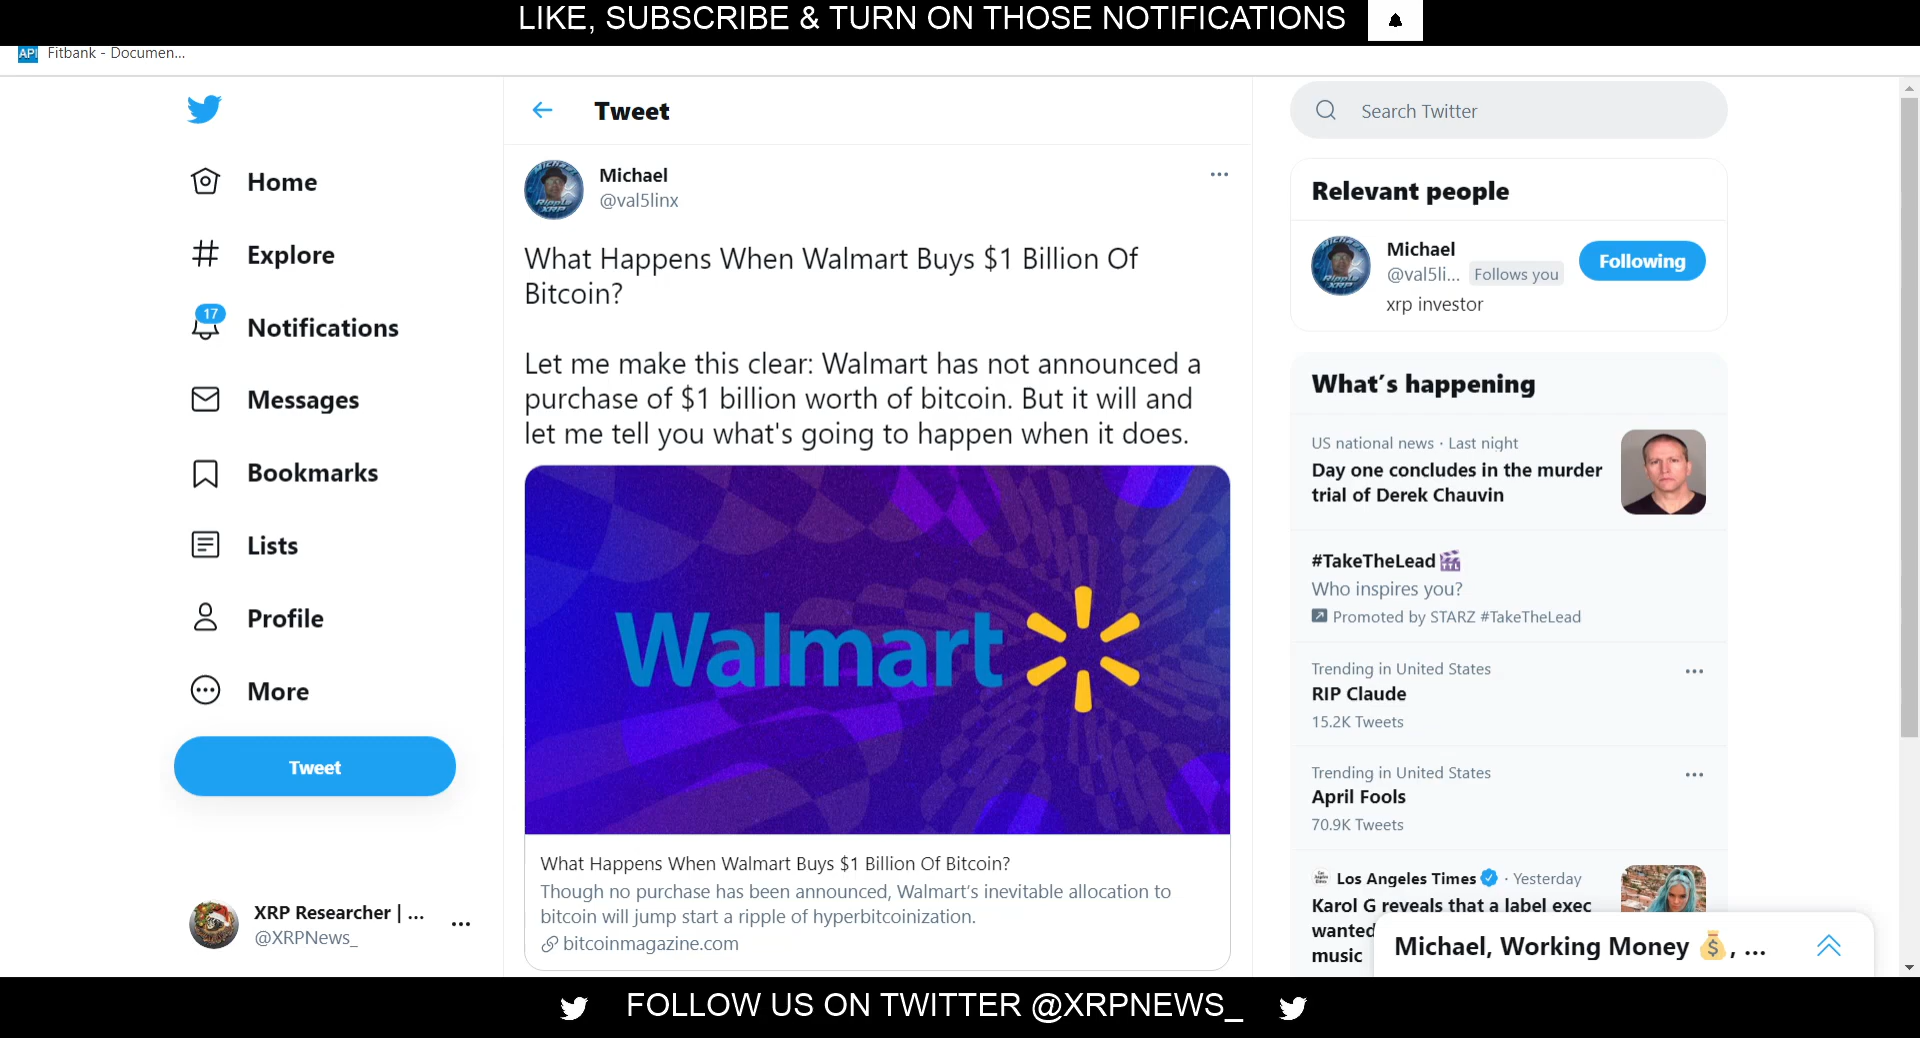 LIKE, SUBSCRIBE & TURN ON THOSE NOTIFICATIONS
API Fitbank - Documen...
Home
Explore
17
Notifications
Messages
Bookmarks
Lists
Profile
More
Tweet
XRP Researcher | ...
@XRPNews_
Tweet
Michael
@val5linx
What Happens When Walmart Buys $1 Billion Of
Bitcoin?
Let me make this clear: Walmart has not announced a
purchase of $1 billion worth of bitcoin. But it will and
let me tell you what's going to happen when it does.
Walmart
What Happens When Walmart Buys $1 Billion Of Bitcoin?
Though no purchase has been announced, Walmart's inevitable allocation to
bitcoin will jump start a ripple of hyperbitcoinization.
bitcoinmagazine.com
Search Twitter
Relevant people
Michael
@val5li... Follows you
Following
xrp investor
What's happening
US national news · Last night
Day one concludes in the murder
trial of Derek Chauvin
#TakeTheLead
Who inspires you?
Promoted by STARZ #TakeTheLead
Trending in United States
RIP Claude
15.2K Tweets
Trending in United States
April Fools
70.9K Tweets
Los Angeles Times · Yesterday
Karol G reveals that a label exec
wanted
music
Michael, Working Money 💰, ...
FOLLOW US ON TWITTER @XRPNEWS_